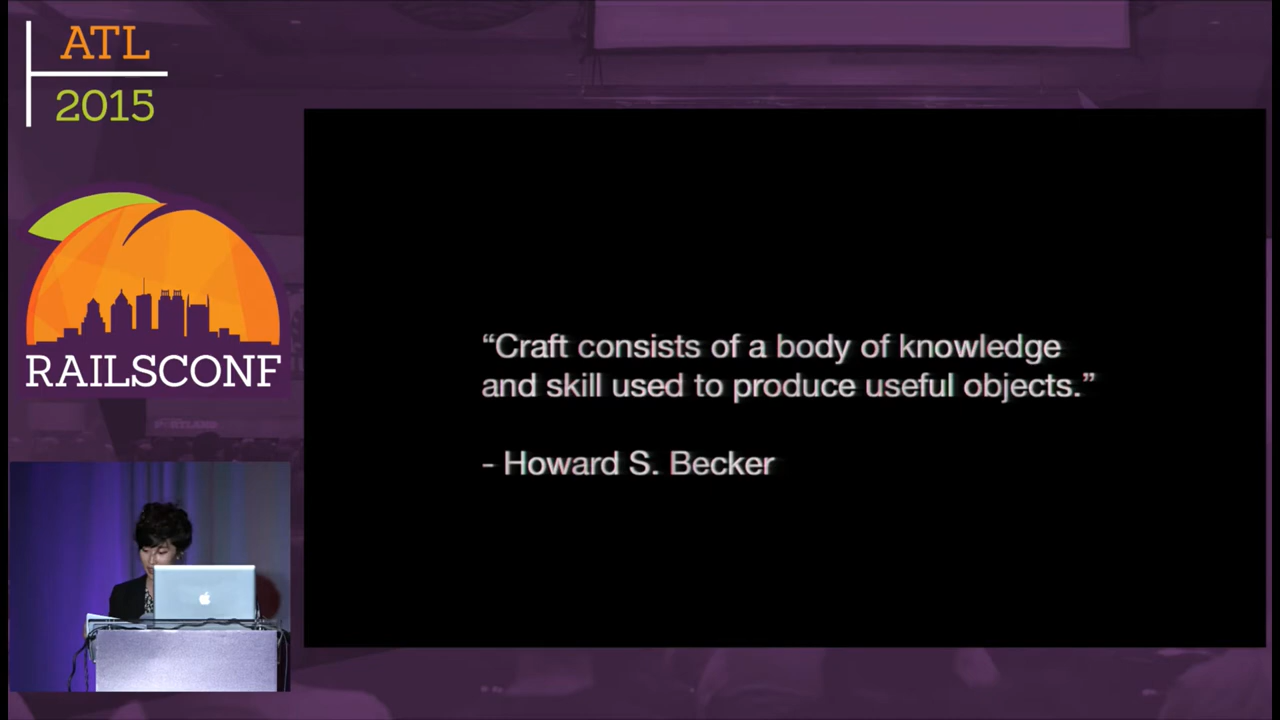 ATL
2015
RAILSCONF
“Craft consists of a body of knowledge
and skill used to produce useful objects.”
- Howard S. Becker